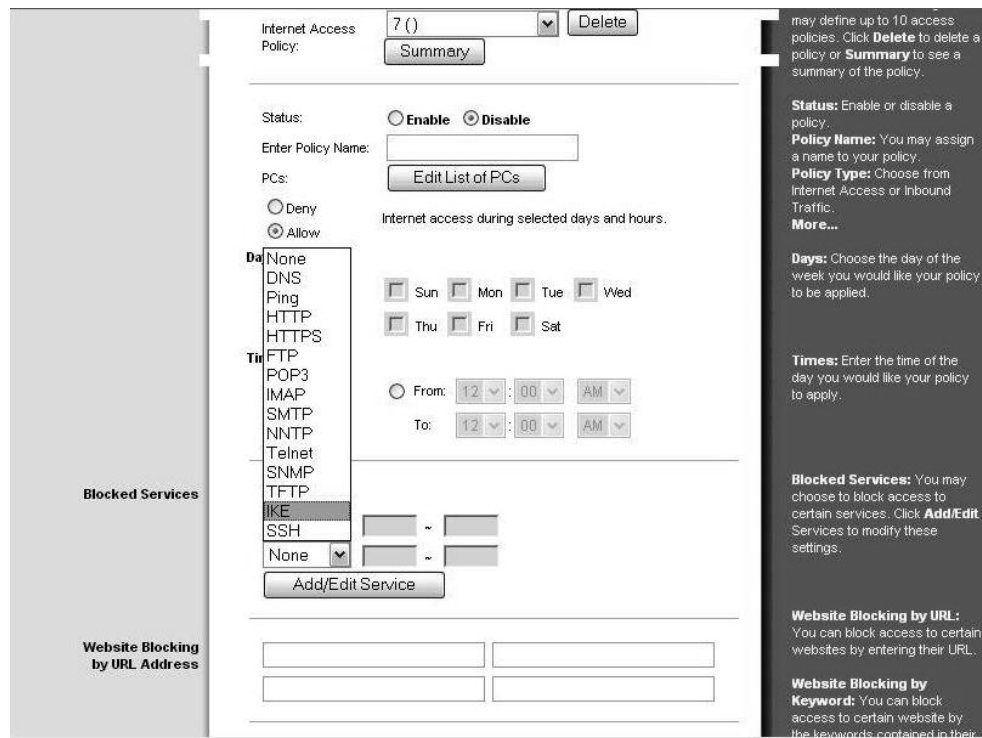 Internet Access
Policy:
7 ()
Delete
Summary
Status:
Enable Disable
Enter Policy Name:
PCs:
Edit List of PCs
Deny
Allow
Internet access during selected days and hours.
Da
None
DNS
Ping
HTTP
HTTPS
Tir
FTP
POP3
IMAP
SMTP
NNTP
Telnet
SNMP
TFTP
IKE
SSH
Sun Mon Tue Wed
Thu Fri Sat
From: 12 : 00 AM
To: 12 : 00 AM
Blocked Services
~
None ~
Add/Edit Service
Website Blocking
by URL Address
may define up to 10 access
policies. Click Delete to delete a
policy or Summary to see a
summary of the policy.
Status: Enable or disable a
policy.
Policy Name: You may assign
a name to your policy.
Policy Type: Choose from
Internet Access or Inbound
Traffic.
More...
Days: Choose the day of the
week you would like your policy
to be applied.
Times: Enter the time of the
day you would like your policy
to apply.
Blocked Services: You may
choose to block access to
certain services. Click Add/Edit
Services to modify these
settings.
Website Blocking by URL:
You can block access to certain
websites by entering their URL.
Website Blocking by
Keyword: You can block
access to certain website by
the keywords contained in their